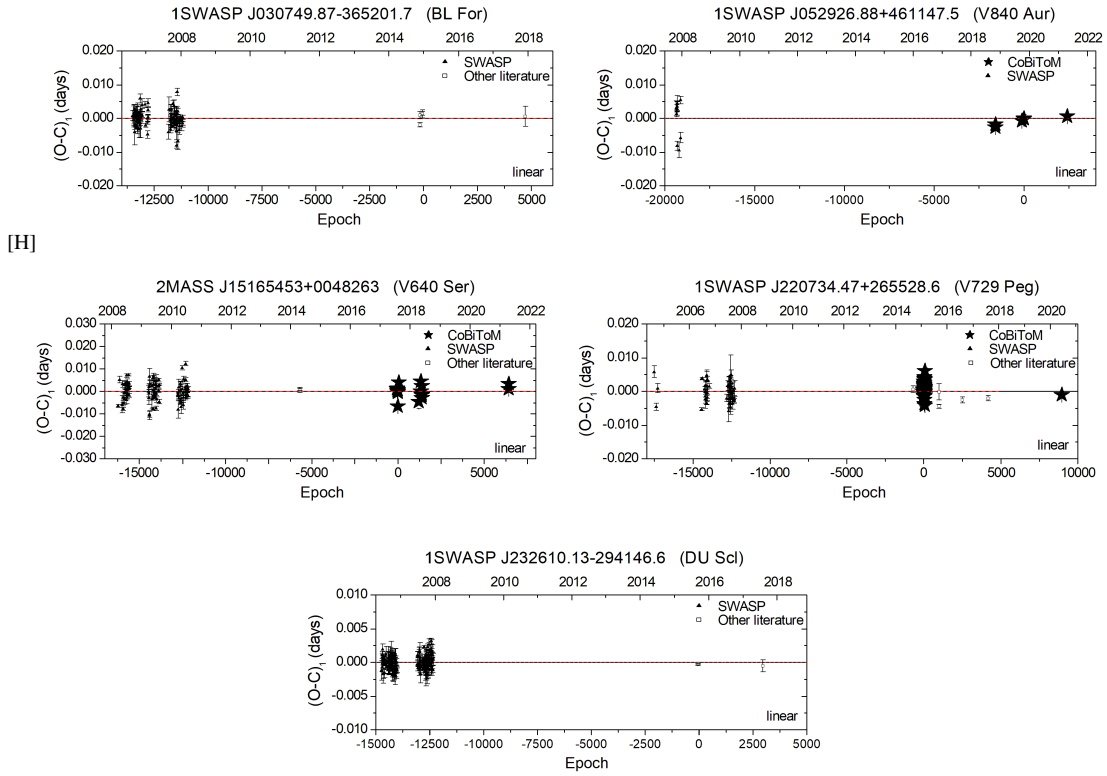 1SWASP J030749.87-365201.7 (BL For)
2008 2010 2012 2014 2016 2018
0.020
0.010
0.000
-0.010
-0.020
(O-C)1 (days)
SWASP
Other literature
linear
-12500 -10000 -7500 -5000 -2500 0 2500 5000
Epoch
1SWASP J052926.88+461147.5 (V840 Aur)
2008 2010 2012 2014 2016 2018 2020 2022
0.020
0.010
0.000
-0.010
-0.020
(O-C)1 (days)
CoBiToM
SWASP
linear
-20000 -15000 -10000 -5000 0
Epoch
[H]
2MASS J15165453+0048263 (V640 Ser)
2008 2010 2012 2014 2016 2018 2020 2022
0.030
0.020
0.010
0.000
-0.010
-0.020
-0.030
(O-C)1 (days)
CoBiToM
SWASP
Other literature
linear
-15000 -12500 -10000 -7500 -5000 -2500 0 2500 5000
Epoch
1SWASP J220734.47+265528.6 (V729 Peg)
2006 2008 2010 2012 2014 2016 2018 2020
0.020
0.010
0.000
-0.010
-0.020
(O-C)1 (days)
CoBiToM
SWASP
Other literature
linear
-15000 -12500 -10000 -7500 -5000 -2500 0 2500 5000 7500 10000
Epoch
1SWASP J232610.13-294146.6 (DU Scl)
2008 2010 2012 2014 2016 2018
0.010
0.005
0.000
-0.005
-0.010
(O-C)1 (days)
SWASP
Other literature
linear
-15000 -12500 -10000 -7500 -5000 -2500 0 2500 5000
Epoch